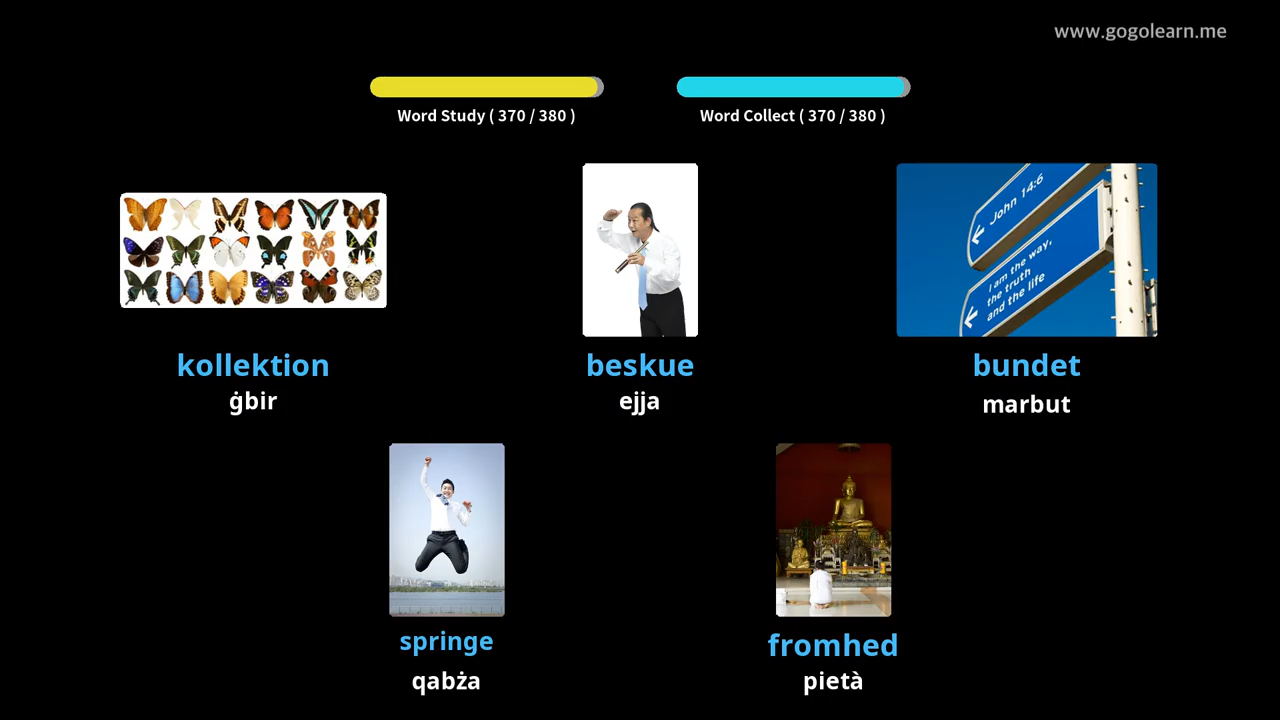 www.gogolearn.me
Word Study ( 370 / 380 )
Word Collect ( 370 / 380 )
John 14:6
I am the way,
the truth
and the life
kollektion
beskue
bundet
ġbir
ejja
marbut
springe
fromhed
qabża
pietà